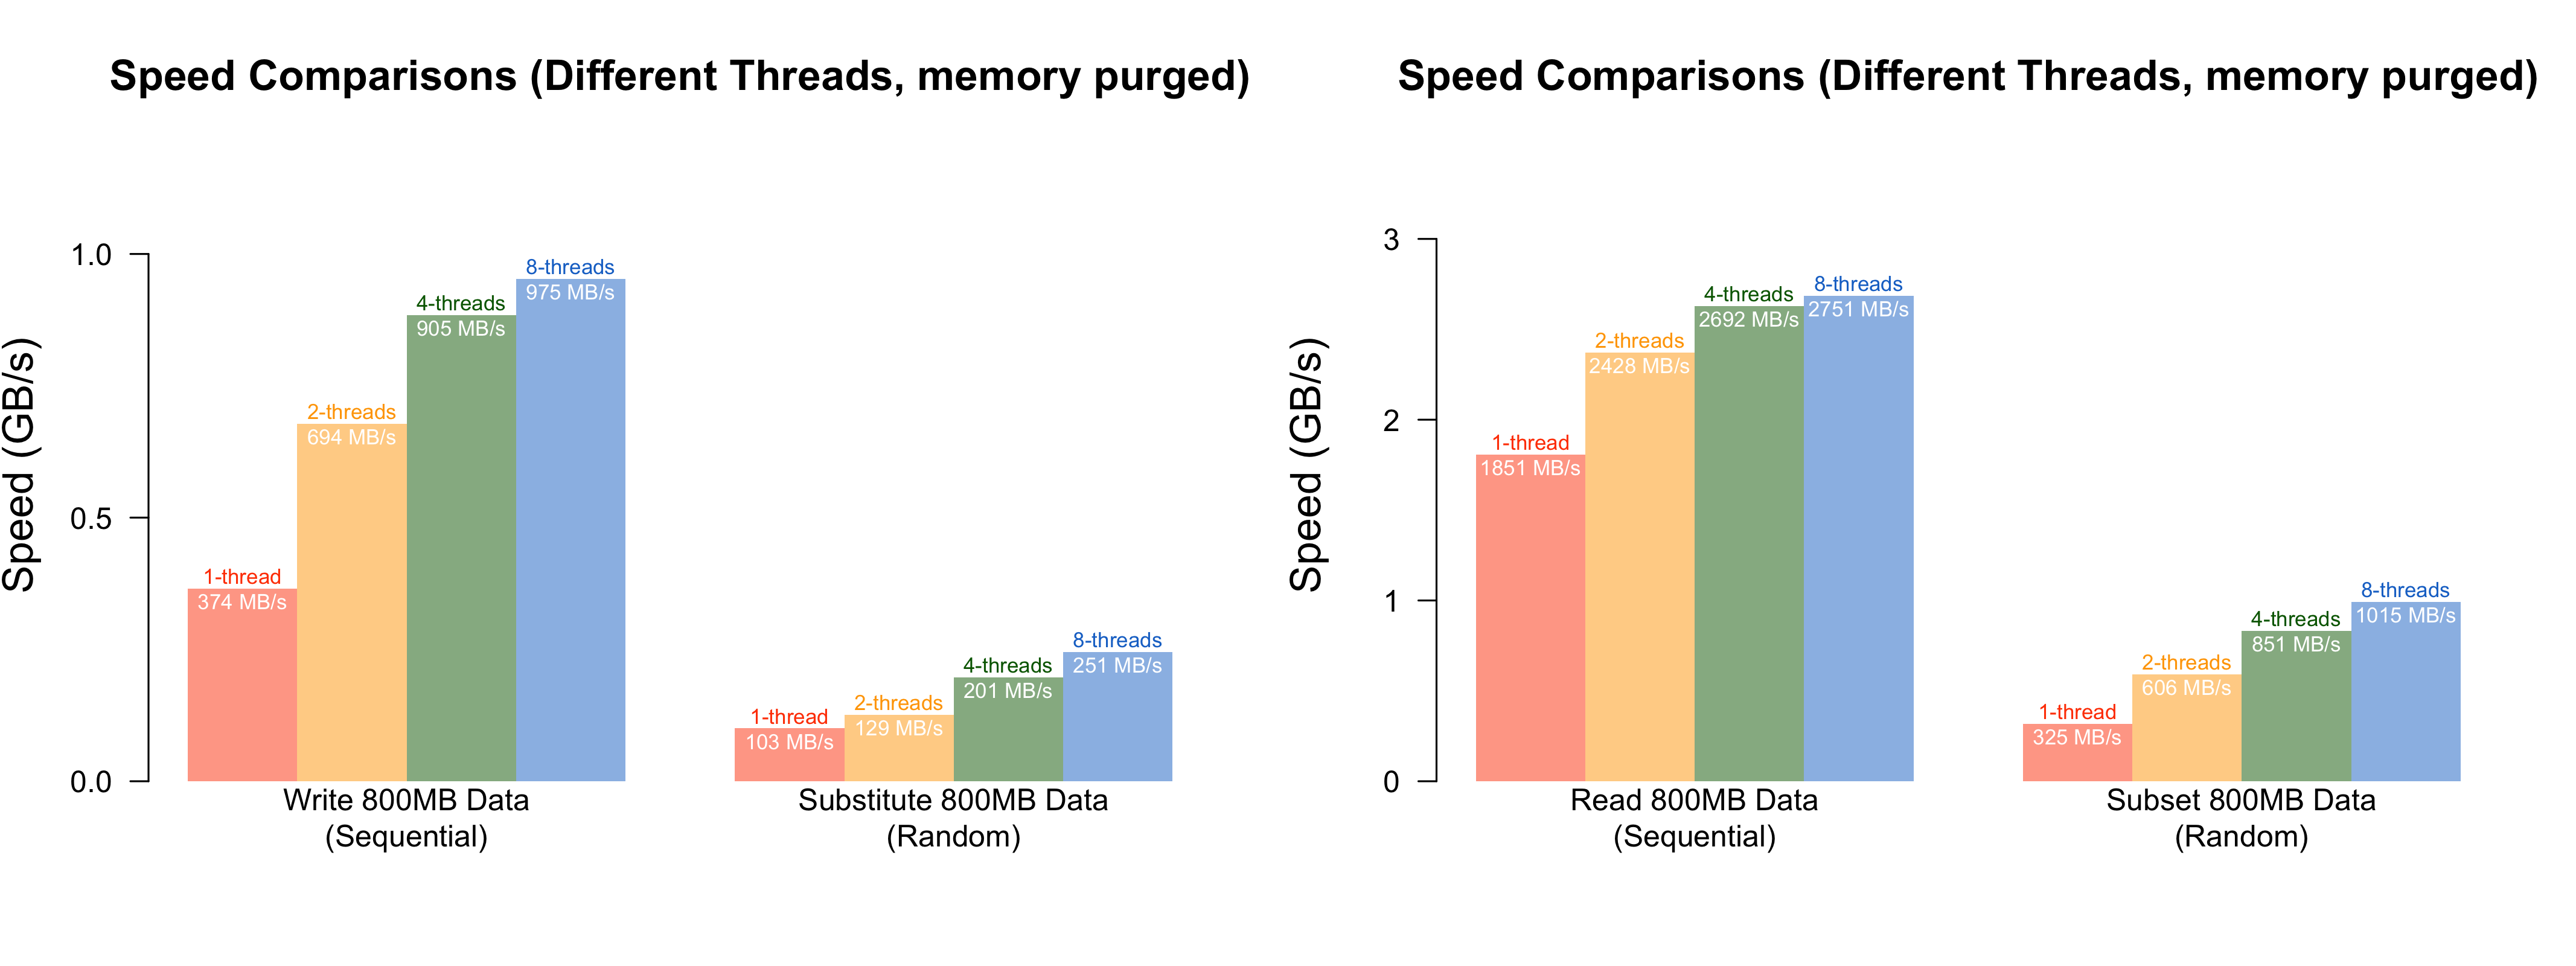 Speed Comparisons (Different Threads, memory purged)
Speed (GB/s)
1.0
0.5
0.0
1-thread
374 MB/s
2-threads
694 MB/s
4-threads
905 MB/s
8-threads
975 MB/s
Write 800MB Data
(Sequential)
1-thread
103 MB/s
2-threads
129 MB/s
4-threads
201 MB/s
8-threads
251 MB/s
Substitute 800MB Data
(Random)
Speed Comparisons (Different Threads, memory purged)
Speed (GB/s)
3
2
1
0
1-thread
1851 MB/s
2-threads
2428 MB/s
4-threads
2692 MB/s
8-threads
2751 MB/s
Read 800MB Data
(Sequential)
1-thread
325 MB/s
2-threads
606 MB/s
4-threads
851 MB/s
8-threads
1015 MB/s
Subset 800MB Data
(Random)